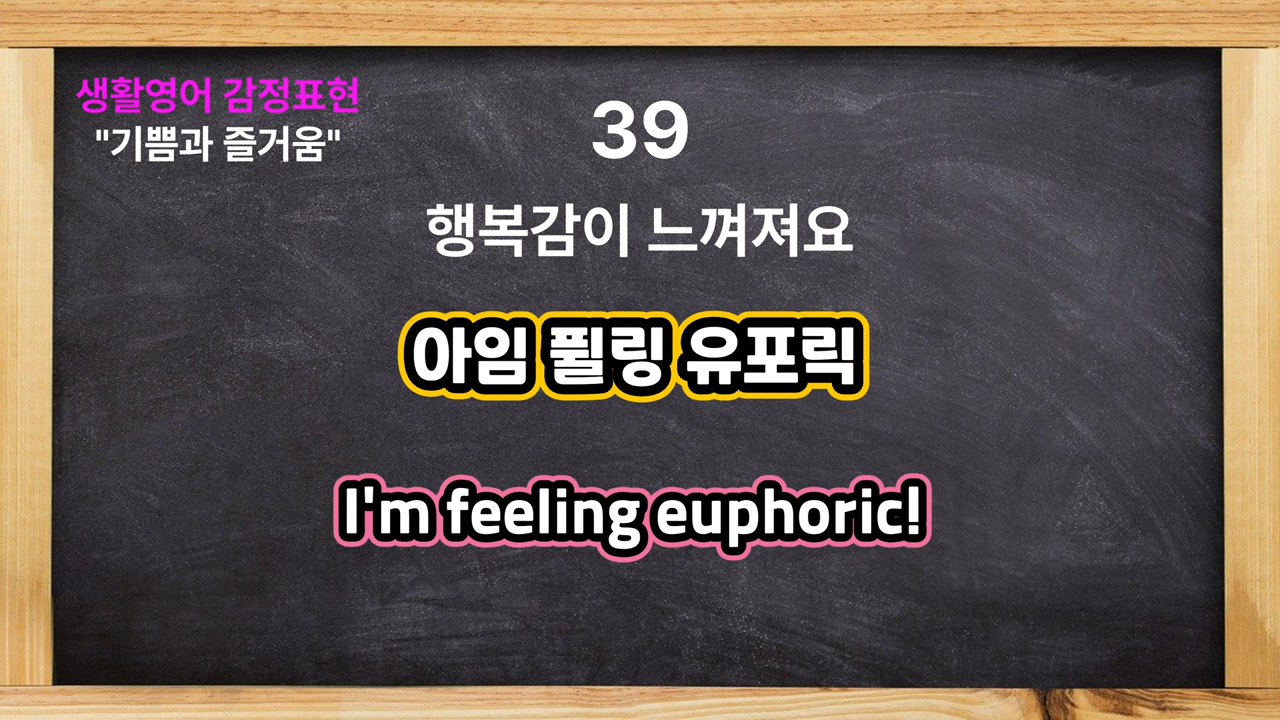 생활영어 감정표현
"기쁨과 즐거움"
39
행복감이 느껴져요
아임 퓔링 유포릭
I'm feeling euphoric!